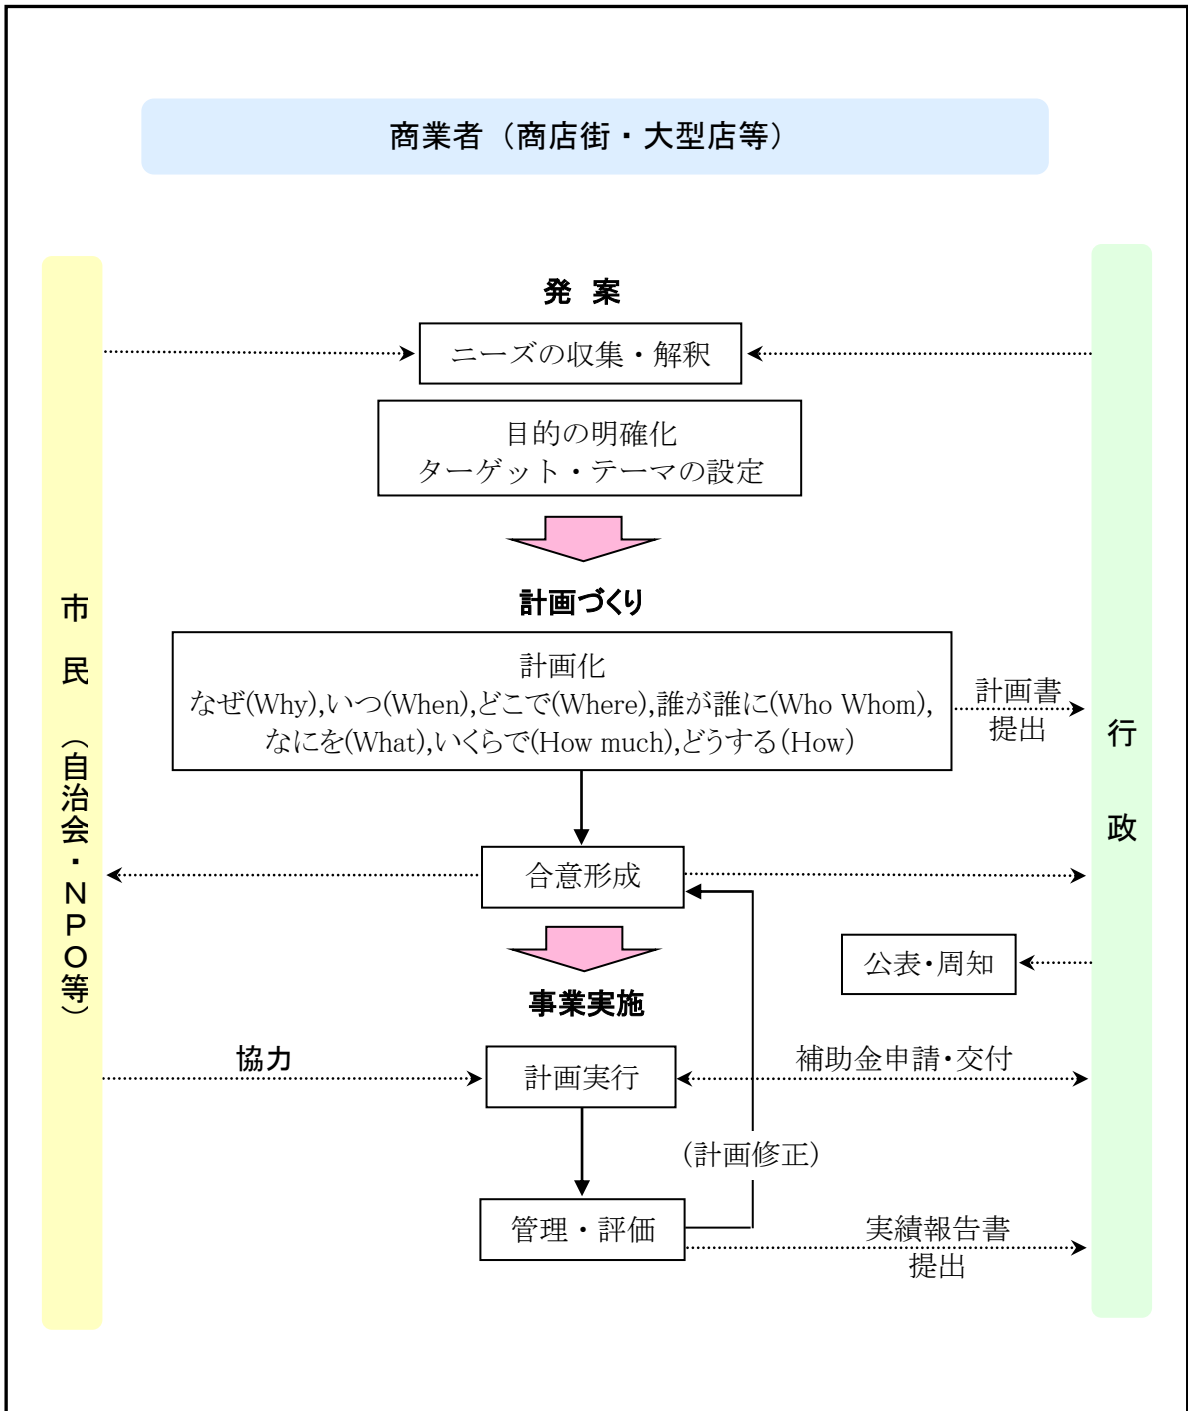 商業者（商店街・大型店等）
発 案
ニーズの収集・解釈
目的の明確化
ターゲット・テーマの設定
計画づくり
計画化
なぜ(Why),いつ(When),どこで(Where),誰が誰に(Who Whom),
なにを(What),いくらで(How much),どうする(How)
計画書
提出
市 民 （自治会・ＮＰＯ等）
行 政
合意形成
公表・周知
事業実施
協力
計画実行
補助金申請・交付
(計画修正)
管理・評価
実績報告書
提出